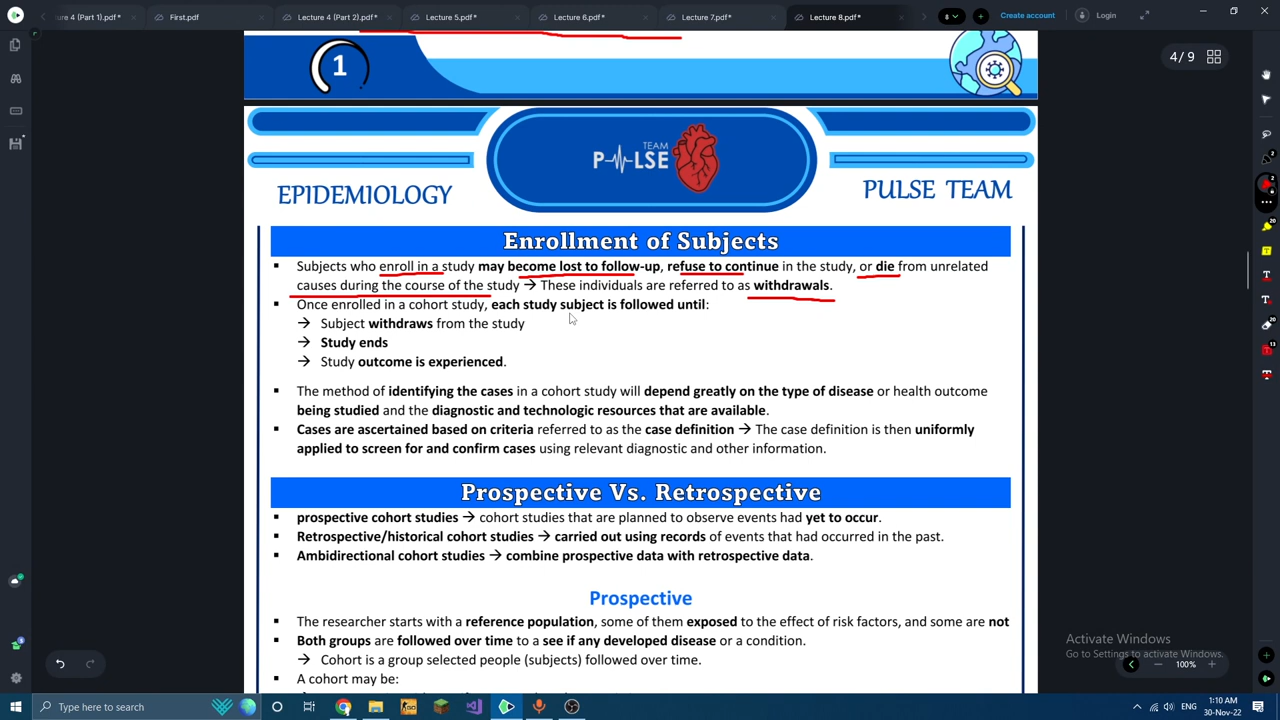 ure 4 (Part 1).pdf*
First.pdf
Lecture 4 (Part 2).pdf*
Lecture 5.pdf*
Lecture 6.pdf*
Lecture 7.pdf*
Lecture 8.pdf*
8
Create account
Login
1
4/9
TEAM
P LSE
EPIDEMIOLOGY
PULSE TEAM
Enrollment of Subjects
▪ Subjects who enroll in a study may become lost to follow-up, refuse to continue in the study, or die from unrelated
causes during the course of the study → These individuals are referred to as withdrawals.
▪ Once enrolled in a cohort study, each study subject is followed until:
→ Subject withdraws from the study
→ Study ends
→ Study outcome is experienced.
▪ The method of identifying the cases in a cohort study will depend greatly on the type of disease or health outcome
being studied and the diagnostic and technologic resources that are available.
▪ Cases are ascertained based on criteria referred to as the case definition → The case definition is then uniformly
applied to screen for and confirm cases using relevant diagnostic and other information.
Prospective Vs. Retrospective
▪ prospective cohort studies → cohort studies that are planned to observe events had yet to occur.
▪ Retrospective/historical cohort studies → carried out using records of events that had occurred in the past.
▪ Ambidirectional cohort studies → combine prospective data with retrospective data.
Prospective
▪ The researcher starts with a reference population, some of them exposed to the effect of risk factors, and some are not
▪ Both groups are followed over time to a see if any developed disease or a condition.
→ Cohort is a group selected people (subjects) followed over time.
▪ A cohort may be:
Activate Windows
Go to Settings to activate Windows.
100%
Type here to search
ENG
1:10 AM
30-Nov-22